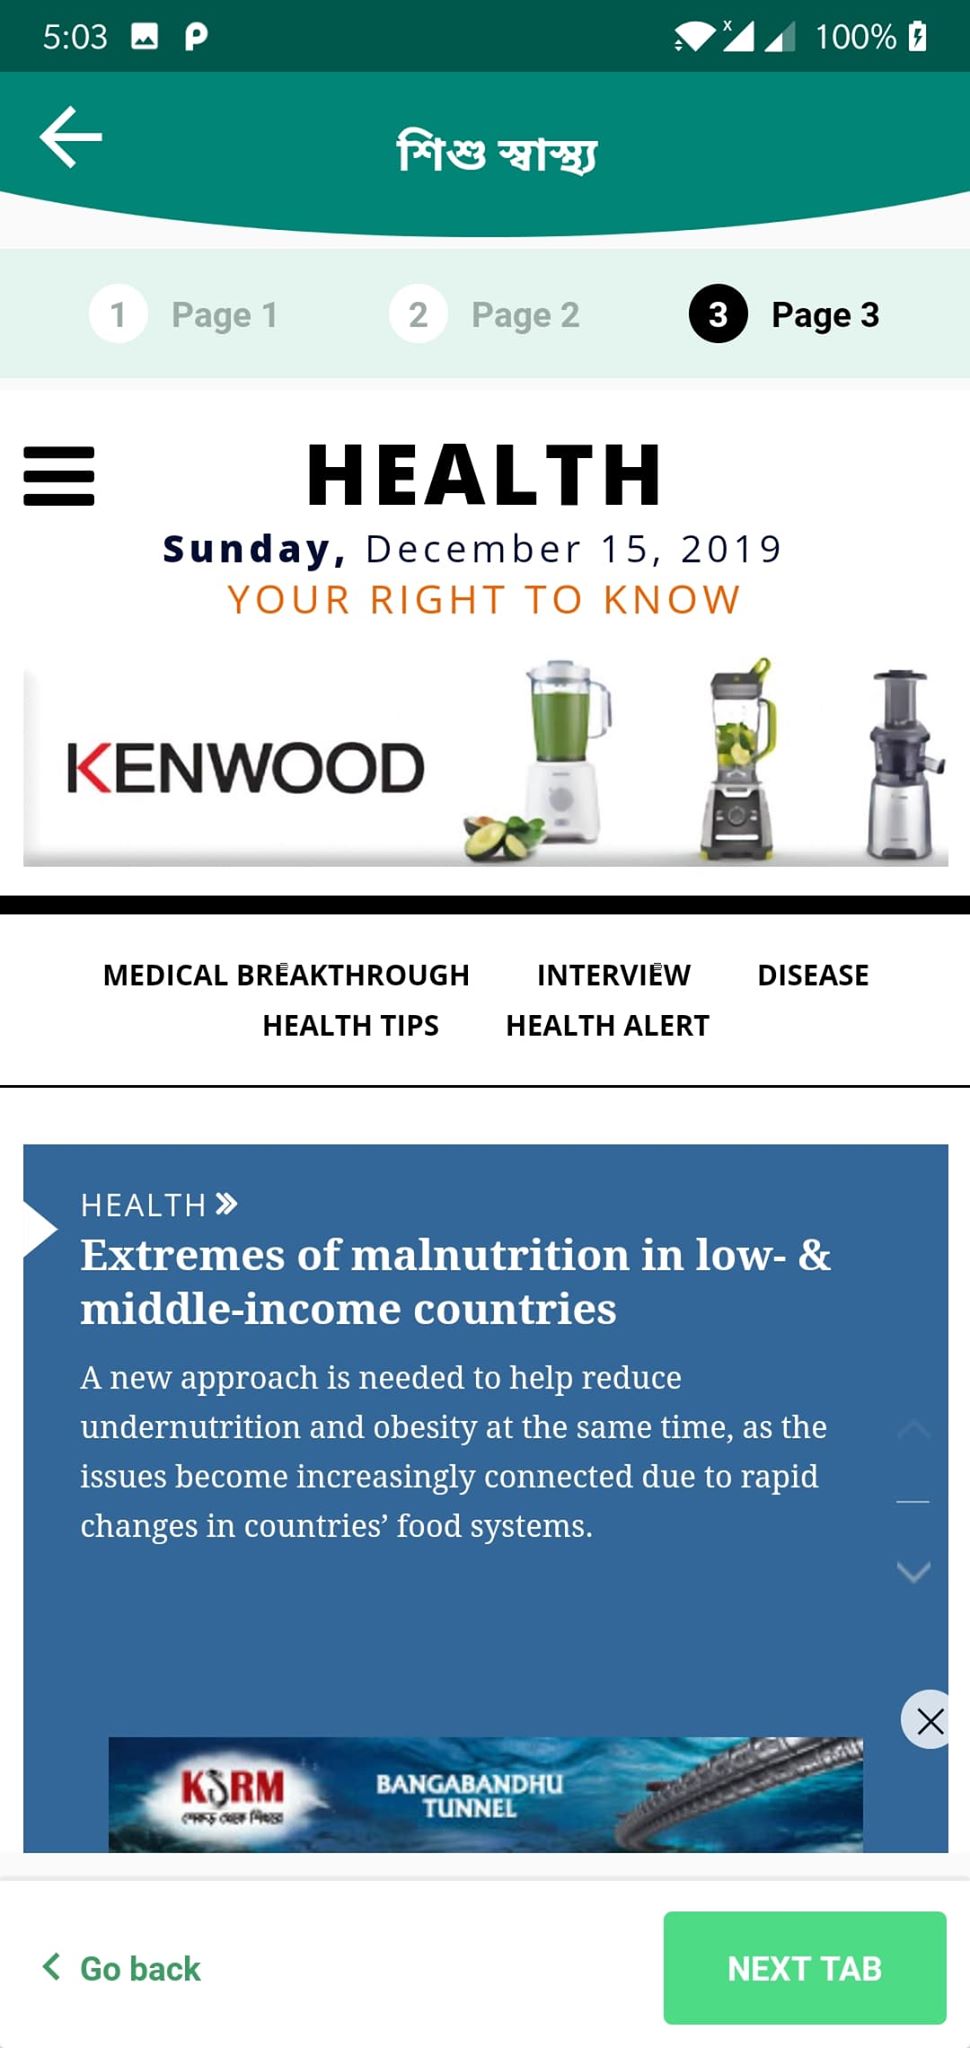 5:03
x
100%
শিশু স্বাস্থ্য
1 Page 1
2 Page 2
3 Page 3
HEALTH
Sunday, December 15, 2019
YOUR RIGHT TO KNOW
KENWOOD
MEDICAL BREAKTHROUGH INTERVIEW DISEASE
HEALTH TIPS HEALTH ALERT
HEALTH
Extremes of malnutrition in low- &
middle-income countries
A new approach is needed to help reduce
undernutrition and obesity at the same time, as the
issues become increasingly connected due to rapid
changes in countries’ food systems.
KSRM
BANGABANDHU
TUNNEL
Go back
NEXT TAB